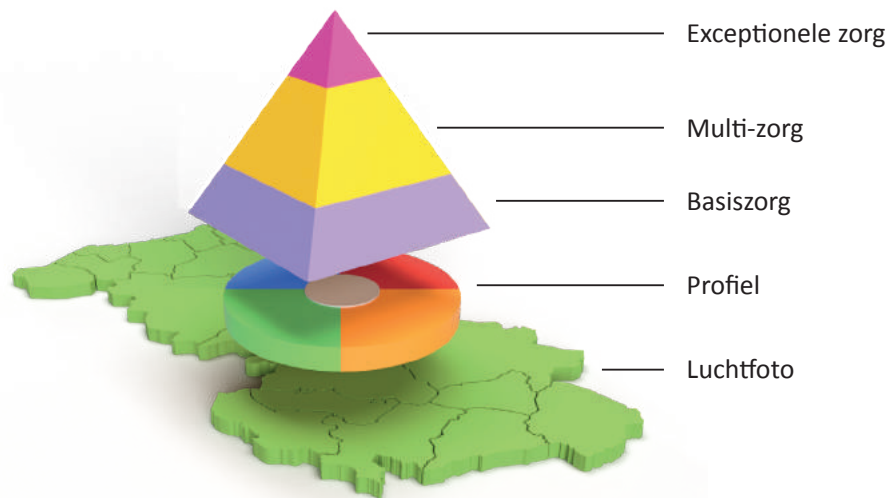 Exceptionele zorg
Multi-zorg
Basiszorg
Profiel
Luchtfoto